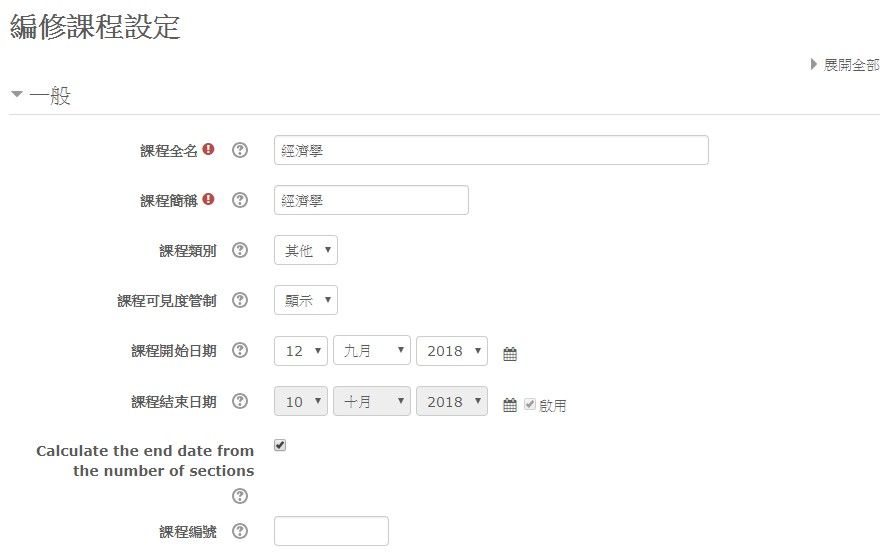 編修課程設定
展開全部
一般
課程全名 經濟學
課程簡稱 經濟學
課程類別 其他
課程可見度管制 顯示
課程開始日期 12 九月 2018
課程結束日期 10 十月 2018 啟用
Calculate the end date from
the number of sections
課程編號